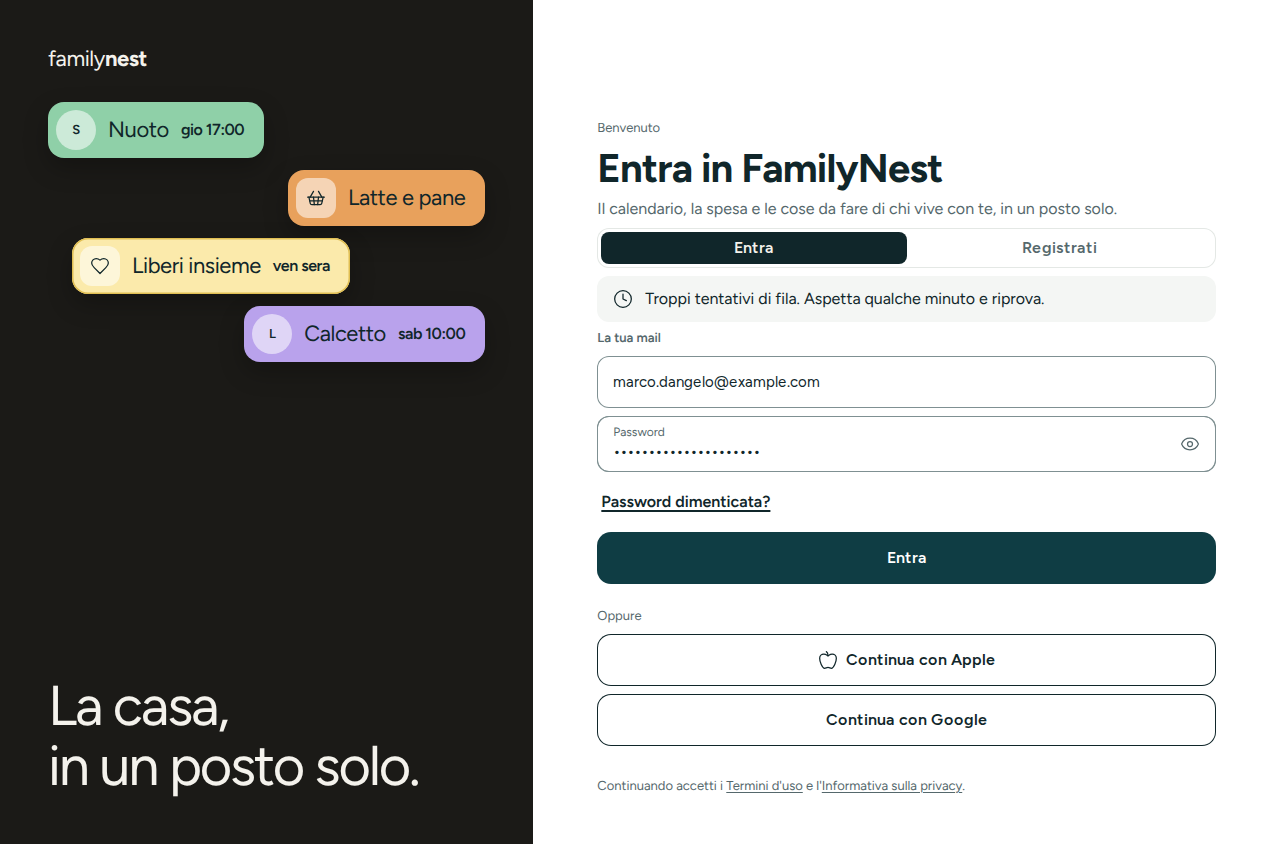 familynest
S Nuoto gio 17:00
Latte e pane
Liberi insieme ven sera
L Calcetto sab 10:00
La casa,
in un posto solo.
Benvenuto
Entra in FamilyNest
Il calendario, la spesa e le cose da fare di chi vive con te, in un posto solo.
Entra Registrati
Troppi tentativi di fila. Aspetta qualche minuto e riprova.
La tua mail
marco.dangelo@example.com
Password
•••••••••••••••••••••
Password dimenticata?
Entra
Oppure
Continua con Apple
Continua con Google
Continuando accetti i Termini d'uso e l'Informativa sulla privacy.